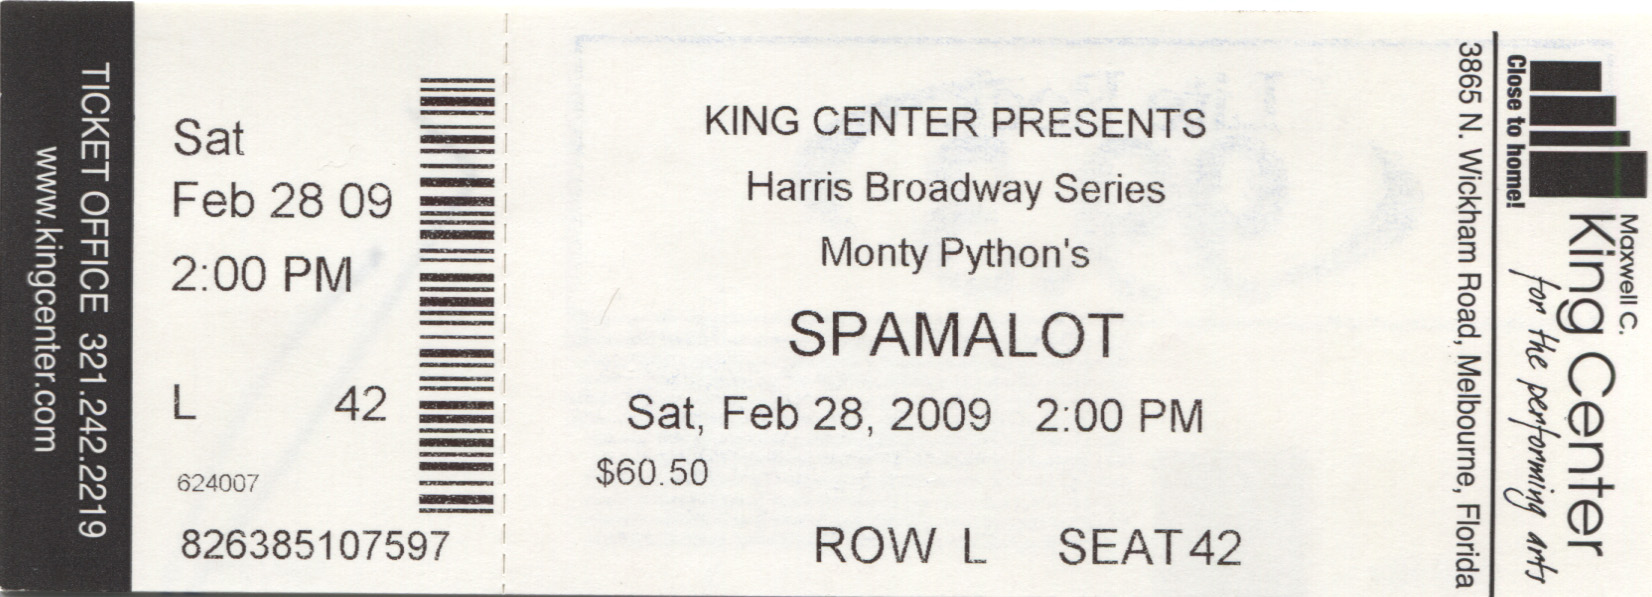 TICKET OFFICE 321.242.2219
www.kingcenter.com
Sat
Feb 28 09
2:00 PM
L 42
624007
826385107597
KING CENTER PRESENTS
Harris Broadway Series
Monty Python's
SPAMALOT
Sat, Feb 28, 2009 2:00 PM
$60.50
ROW L SEAT 42
Maxwell C.
King Center
for the performing arts
Close to home!
3865 N. Wickham Road, Melbourne, Florida